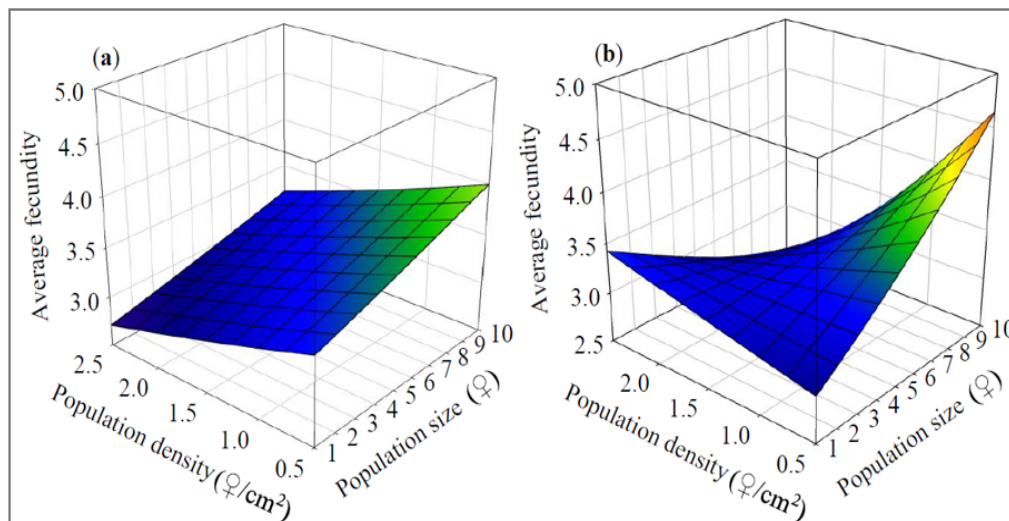 (a)
Average fecundity
5.0
4.5
4.0
3.5
3.0
2.5
2.0
1.5
1.0
0.5
Population density(♀/cm²)
1 2 3 4 5 6 7 8 9 10
Population size (♀)
(b)
Average fecundity
5.0
4.5
4.0
3.5
3.0
2.5
2.0
1.5
1.0
0.5
Population density(♀/cm²)
1 2 3 4 5 6 7 8 9 10
Population size (♀)